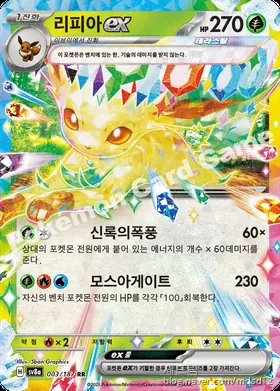 1진화 리피아ex HP 270
이브이에서 진화 테라스탈
이 포켓몬은 벤치에 있는 한, 기술의 데미지를 받지 않는다.
신록의폭풍 60×
상대의 포켓몬 전원에게 붙어 있는 에너지의 개수 × 60데미지를
준다.
모스아게이트 230
자신의 벤치 포켓몬 전원의 HP를 각각 「100」회복한다.
약점 ×2 저항력 후퇴
Illus. 5ban Graphics
H sv8a 003/187 RR
ex 룰
포켓몬ex가 기절한 경우 상대는 프라이즈를 2장 가져간다.
Pokémon Card Game